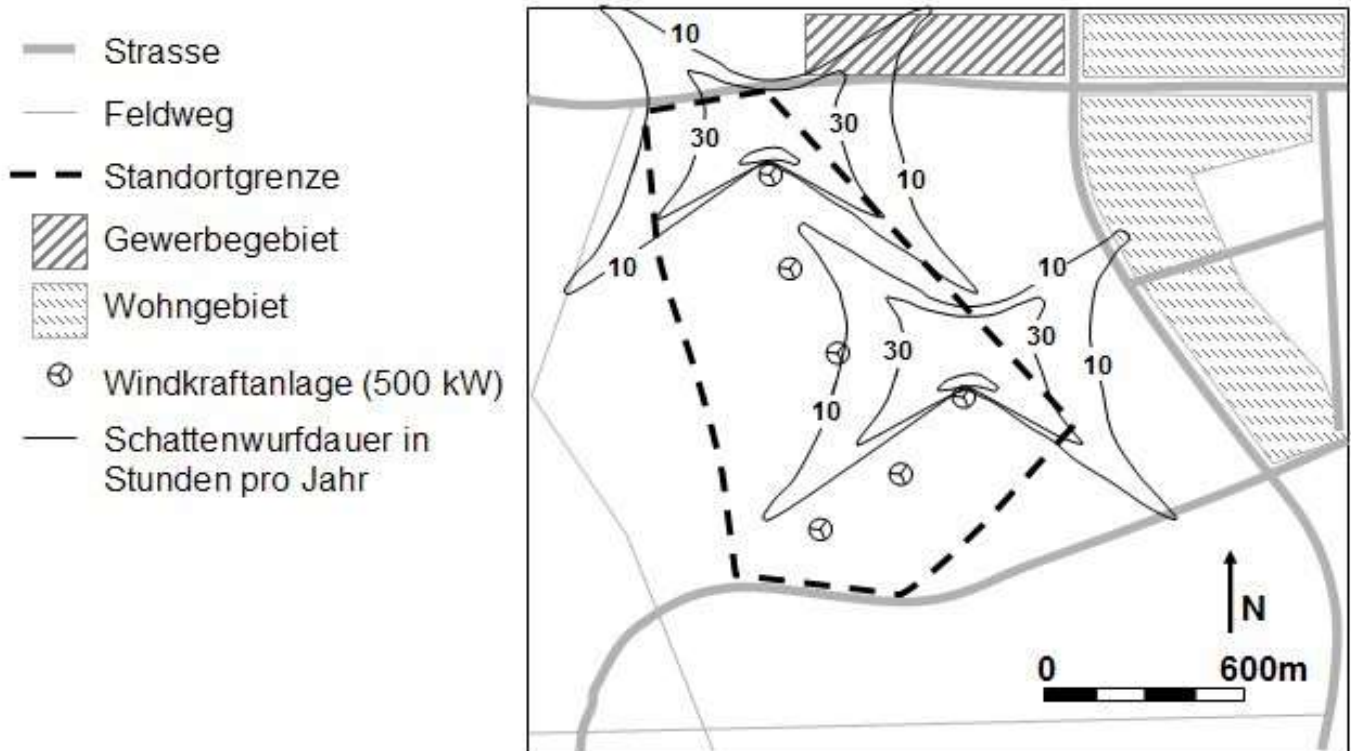 Strasse
Feldweg
Standortgrenze
Gewerbegebiet
Wohngebiet
Windkraftanlage (500 kW)
Schattenwurfdauer in
Stunden pro Jahr
10
30
30
10
10
10
30
30
10
10
N
0 600m